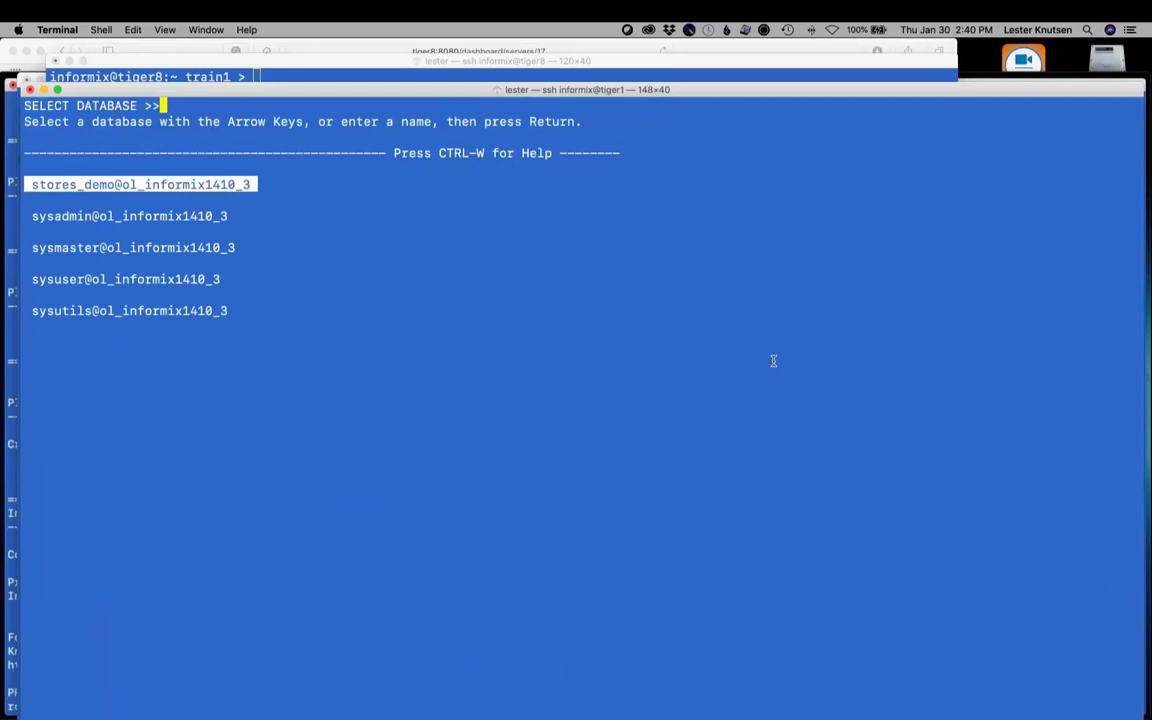 Terminal Shell Edit View Window Help 100% Thu Jan 30 2:40 PM Lester Knutsen
tiger8:8080/dashboard/servers/17
lester — ssh informix@tiger8 — 120×40
informix@tiger8:~ train1 >
lester — ssh informix@tiger1 — 148×40
SELECT DATABASE >>
Select a database with the Arrow Keys, or enter a name, then press Return.
----------------------------------------------- Press CTRL-W for Help --------
stores_demo@ol_informix1410_3
sysadmin@ol_informix1410_3
sysmaster@ol_informix1410_3
sysuser@ol_informix1410_3
sysutils@ol_informix1410_3